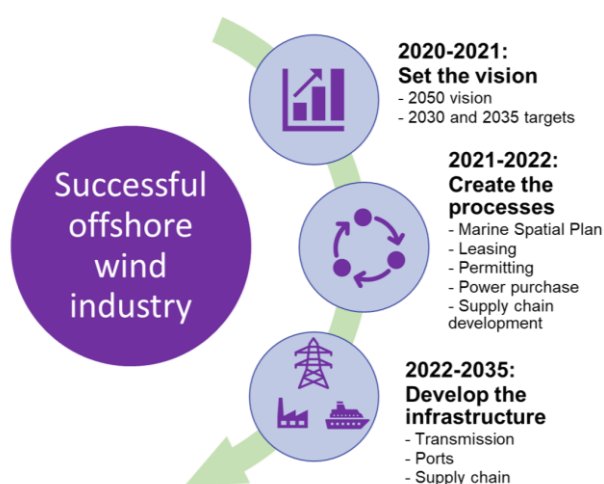 Successful
offshore
wind
industry
2020-2021:
Set the vision
- 2050 vision
- 2030 and 2035 targets
2021-2022:
Create the
processes
- Marine Spatial Plan
- Leasing
- Permitting
- Power purchase
- Supply chain
development
2022-2035:
Develop the
infrastructure
- Transmission
- Ports
- Supply chain